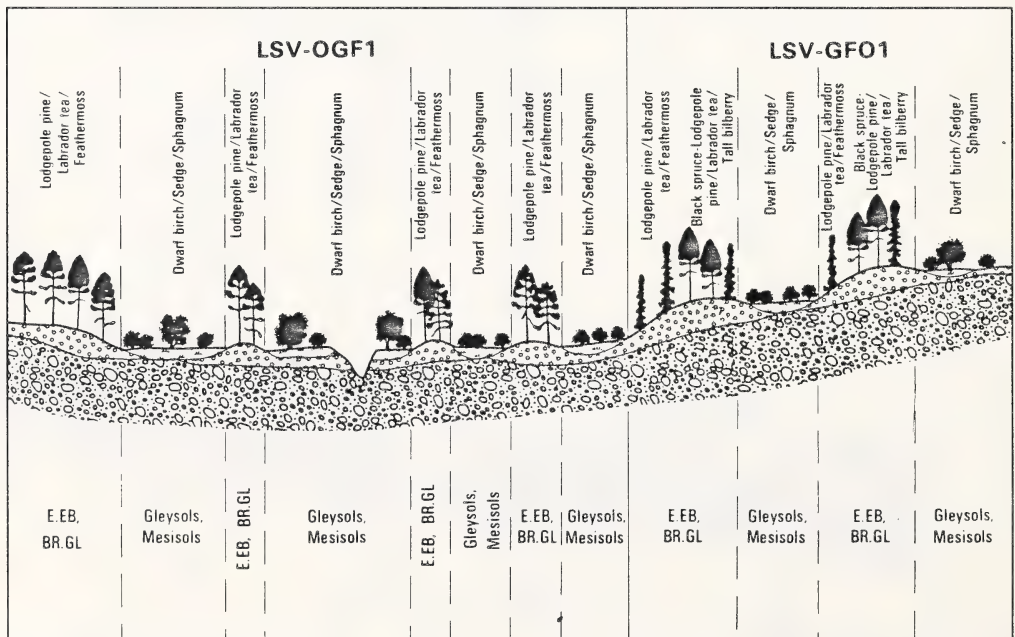 LSV-OGF1
LSV-GFO1
Lodgepole pine/
Labrador tea/
Feathermoss
Dwarf birch/Sedge/Sphagnum
Lodgepole pine/Labrador
tea/Feathermoss
Dwarf birch/Sedge/Sphagnum
Lodgepole pine/Labrador
tea/Feathermoss
Dwarf birch/Sedge/Sphagnum
Lodgepole pine/Labrador
tea/Feathermoss
Dwarf birch/Sedge/Sphagnum
Lodgepole pine/Labrador
tea/Feathermoss
Black spruce-Lodgepole
pine/Labrador tea/
Tall bilberry
Dwarf birch/Sedge/
Sphagnum
Lodgepole pine/Labrador
tea/Feathermoss
Black spruce-
Lodgepole pine/
Labrador tea/
Tall bilberry
Dwarf birch/Sedge/
Sphagnum
E.EB,
BR.GL
Gleysols,
Mesisols
E.EB, BR.GL
Gleysols,
Mesisols
E.EB, BR.GL
Gleysols,
Mesisols
E.EB,
BR.GL
Gleysols,
Mesisols
E.EB,
BR.GL
Gleysols,
Mesisols
E.EB,
BR.GL
Gleysols,
Mesisols